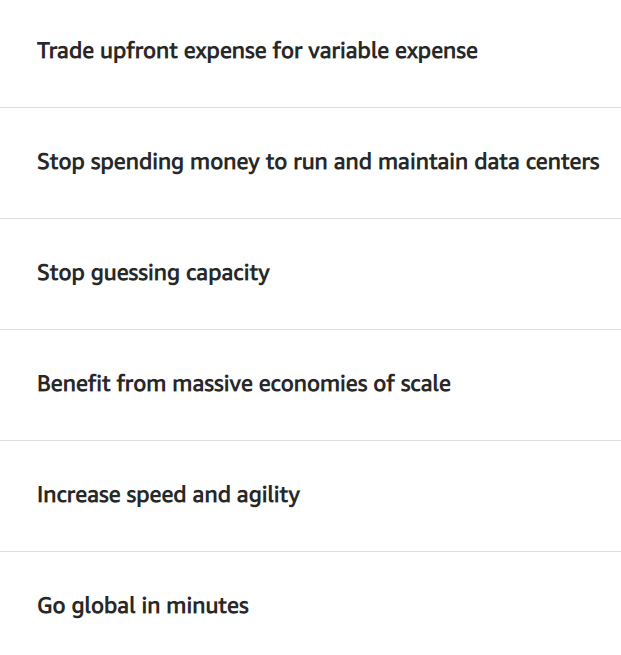 Trade upfront expense for variable expense
Stop spending money to run and maintain data centers
Stop guessing capacity
Benefit from massive economies of scale
Increase speed and agility
Go global in minutes